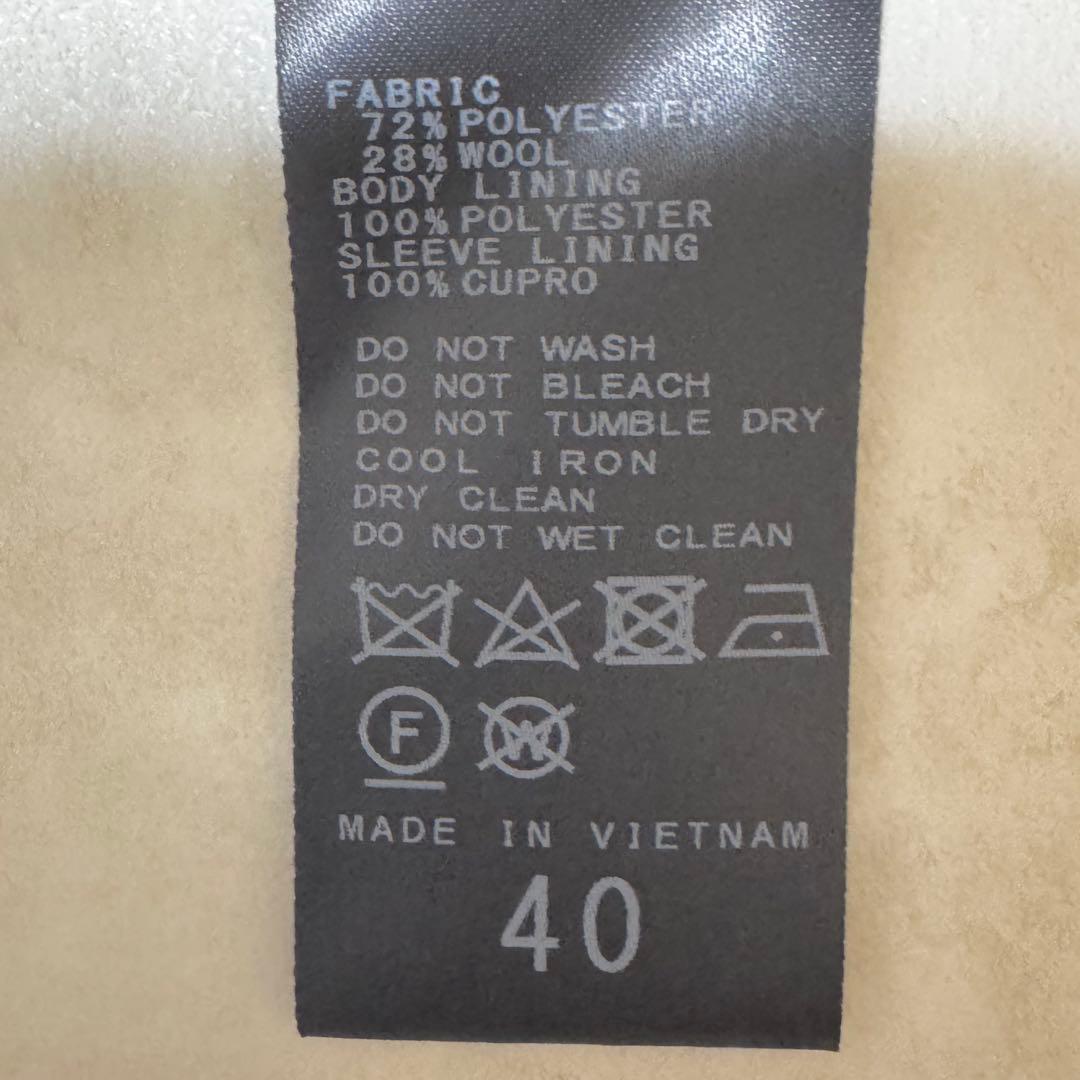 FABRIC
72% POLYESTER
28% WOOL
BODY LINING
100% POLYESTER
SLEEVE LINING
100% CUPRO
DO NOT WASH
DO NOT BLEACH
DO NOT TUMBLE DRY
COOL IRON
DRY CLEAN
DO NOT WET CLEAN
F W
MADE IN VIETNAM
40